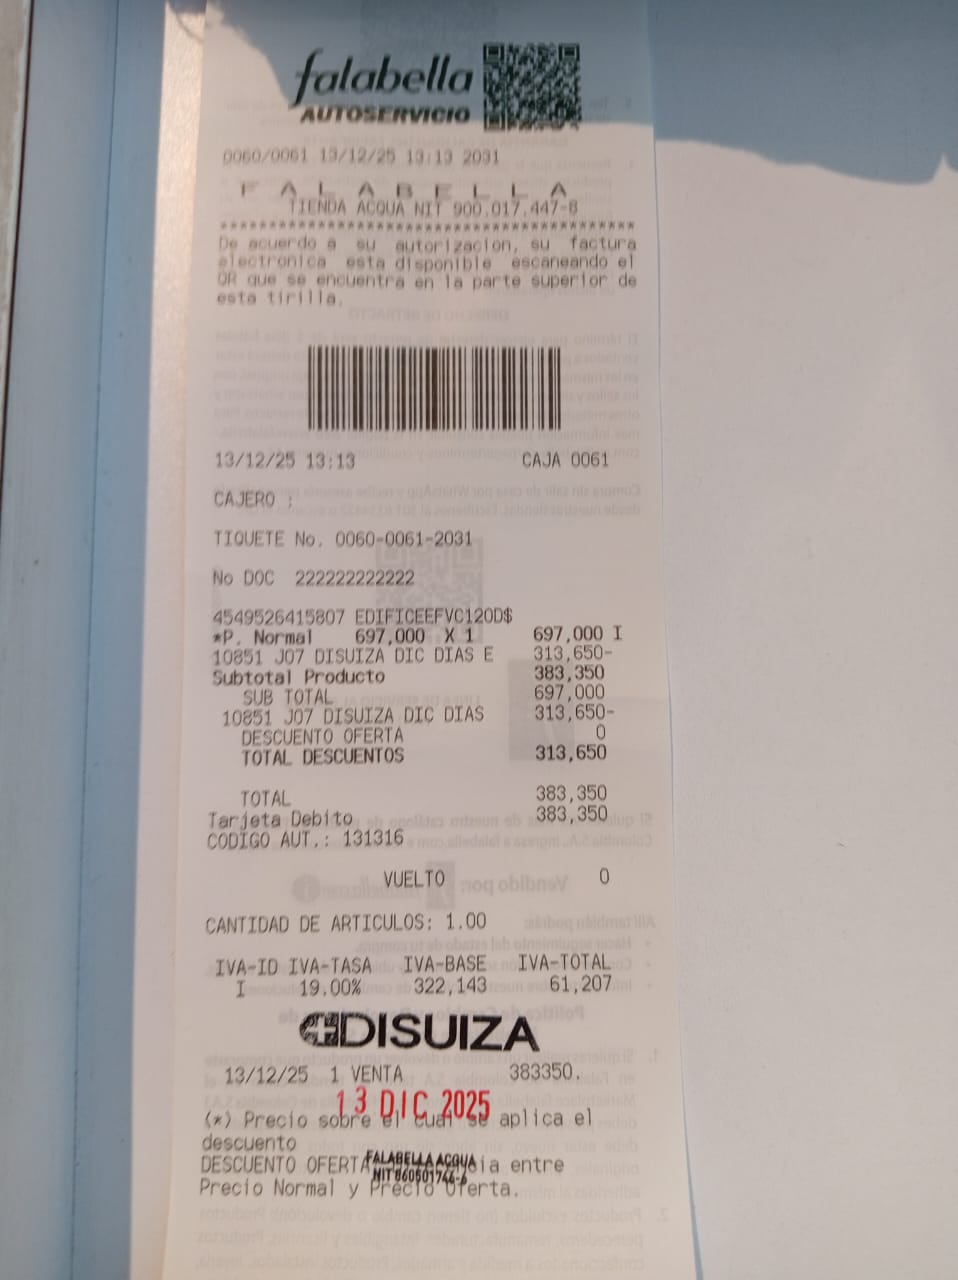 falabella
AUTOSERVICIO
0060/0061 13/12/25 13:13 2031
F A L A B E L L A
TIENDA ACQUA NIT 900.017.447-8
****************************************
De acuerdo a su autorizacion, su factura
electronica esta disponible escaneando el
QR que se encuentra en la parte superior de
esta tirilla.
13/12/25 13:13 CAJA 0061
CAJERO :
TIQUETE No. 0060-0061-2031
No DOC 222222222222
4549526415807 EDIFICEEFVC120D$
*P. Normal 697,000 X 1 697,000 I
10851 J07 DISUIZA DIC DIAS E 313,650-
Subtotal Producto 383,350
SUB TOTAL 697,000
10851 J07 DISUIZA DIC DIAS 313,650-
DESCUENTO OFERTA 0
TOTAL DESCUENTOS 313,650
TOTAL 383,350
Tarjeta Debito 383,350
CODIGO AUT.: 131316
VUELTO 0
CANTIDAD DE ARTICULOS: 1.00
IVA-ID IVA-TASA IVA-BASE IVA-TOTAL
I 19.00% 322,143 61,207
DISUIZA
13/12/25 1 VENTA 383350.
13 DIC 2025
(*) Precio sobre el cual se aplica el
descuento
FALABELLA ACQUA
DESCUENTO OFERTA entre
NIT 860501746-6
Precio Normal y Precio Oferta.